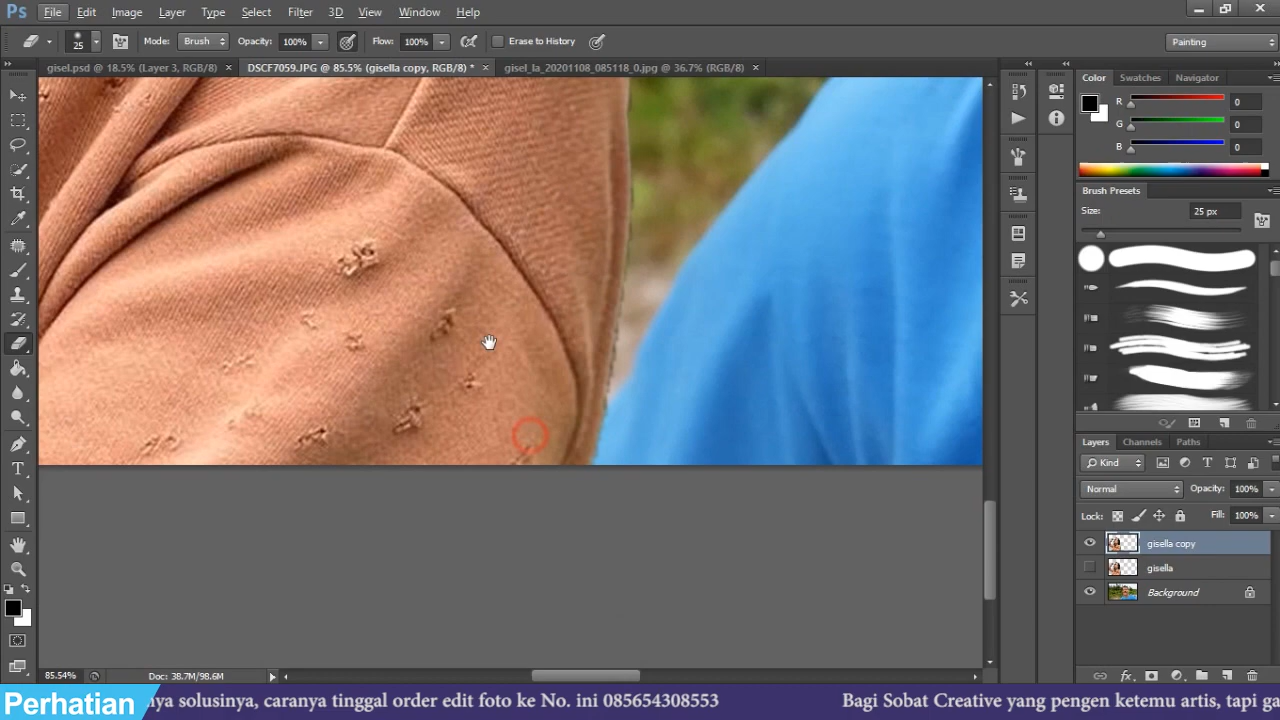 Ps File Edit Image Layer Type Select Filter 3D View Window Help
25 Mode: Brush Opacity: 100% Flow: 100% Erase to History Painting
gisel.psd @ 18.5% (Layer 3, RGB/8) × DSCF7059.JPG @ 85.5% (gisella copy, RGB/8) * × gisel_la_20201108_085118_0.jpg @ 36.7% (RGB/8) ×
Color Swatches Navigator
R 0
G 0
B 0
Brush Presets
Size: 25 px
Layers Channels Paths
Kind
Normal Opacity: 100%
Lock: Fill: 100%
gisella copy
gisella
Background
85.54% Doc: 38.7M/98.6M
Perhatian nya solusinya, caranya tinggal order edit foto ke No. ini 085654308553 Bagi Sobat Creative yang pengen ketemu artis, tapi ga